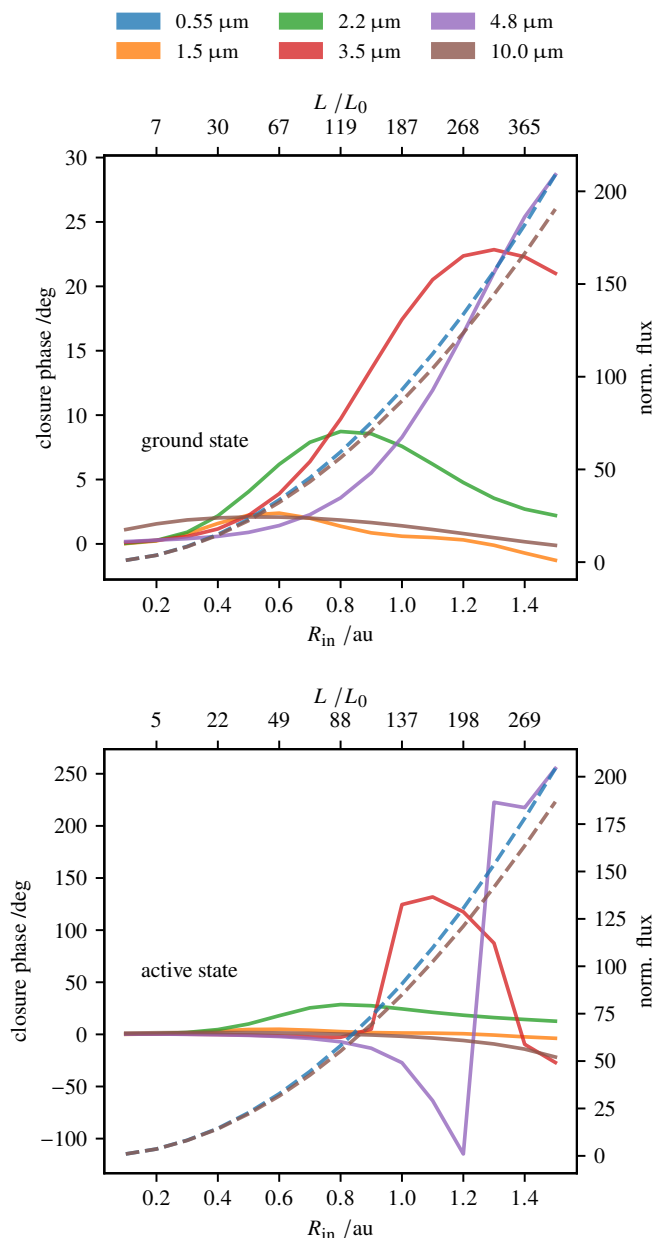 0.55 μm 2.2 μm 4.8 μm
1.5 μm 3.5 μm 10.0 μm
L /L0
7 30 67 119 187 268 365
30
25
20
15
10
5
0
closure phase /deg
ground state
200
150
100
50
0
norm. flux
0.2 0.4 0.6 0.8 1.0 1.2 1.4
Rin /au
L /L0
5 22 49 88 137 198 269
250
200
150
100
50
0
−50
−100
closure phase /deg
active state
200
175
150
125
100
75
50
25
0
norm. flux
0.2 0.4 0.6 0.8 1.0 1.2 1.4
Rin /au